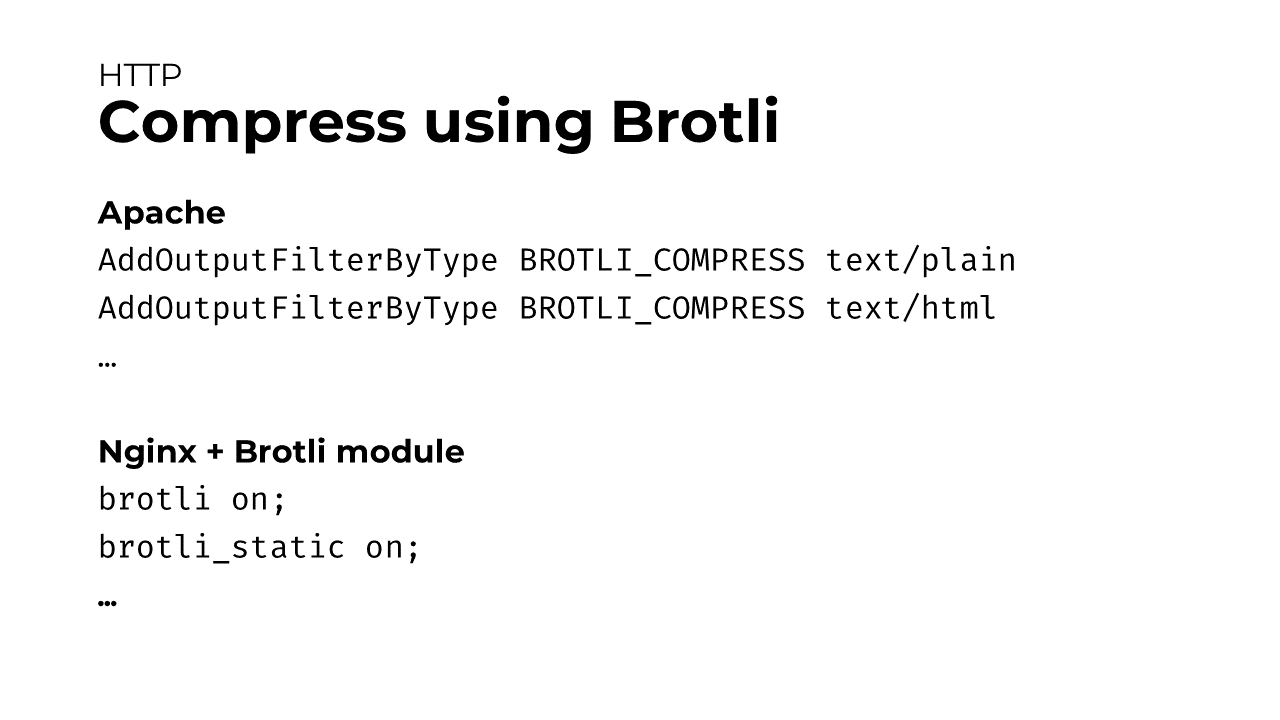 HTTP
Compress using Brotli
Apache
AddOutputFilterByType BROTLI_COMPRESS text/plain
AddOutputFilterByType BROTLI_COMPRESS text/html
…
Nginx + Brotli module
brotli on;
brotli_static on;
…